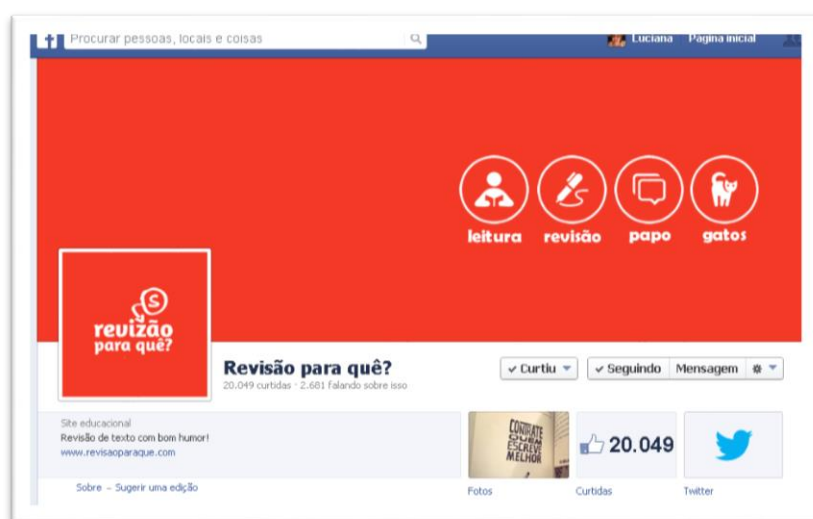 Procurar pessoas, locais e coisas
Luciana Pagina inicial
leitura revisão papo gatos
s
revizão
para quê?
Revisão para quê?
20.049 curtidas · 2.681 falando sobre isso
Curtiu
Seguindo Mensagem
Site educacional
Revisão de texto com bom humor!
www.revisaoparaque.com
Sobre – Sugerir uma edição
CONTRATE
QUEM
ESCREVE
MELHOR
20.049
Fotos Curtidas Twitter